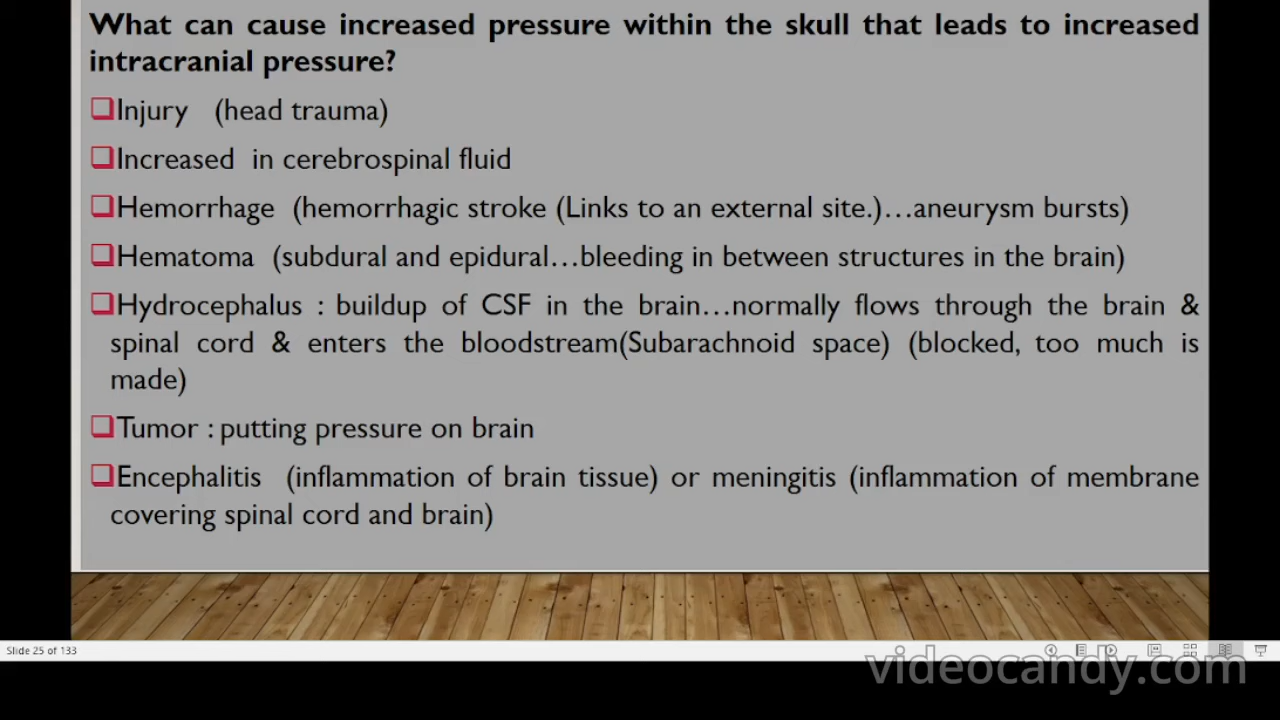 What can cause increased pressure within the skull that leads to increased
intracranial pressure?
❑Injury (head trauma)
❑Increased in cerebrospinal fluid
❑Hemorrhage (hemorrhagic stroke (Links to an external site.)…aneurysm bursts)
❑Hematoma (subdural and epidural…bleeding in between structures in the brain)
❑Hydrocephalus : buildup of CSF in the brain…normally flows through the brain &
spinal cord & enters the bloodstream(Subarachnoid space) (blocked, too much is
made)
❑Tumor : putting pressure on brain
❑Encephalitis (inflammation of brain tissue) or meningitis (inflammation of membrane
covering spinal cord and brain)
Slide 25 of 133
videocandy.com